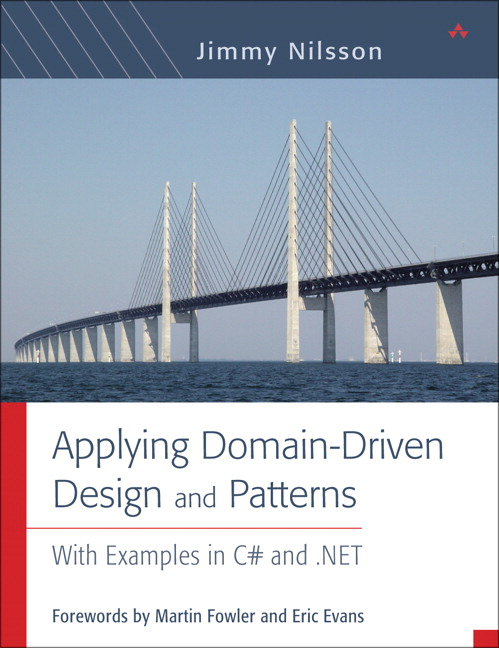 Jimmy Nilsson
Applying Domain-Driven
Design and Patterns
With Examples in C# and .NET
Forewords by Martin Fowler and Eric Evans